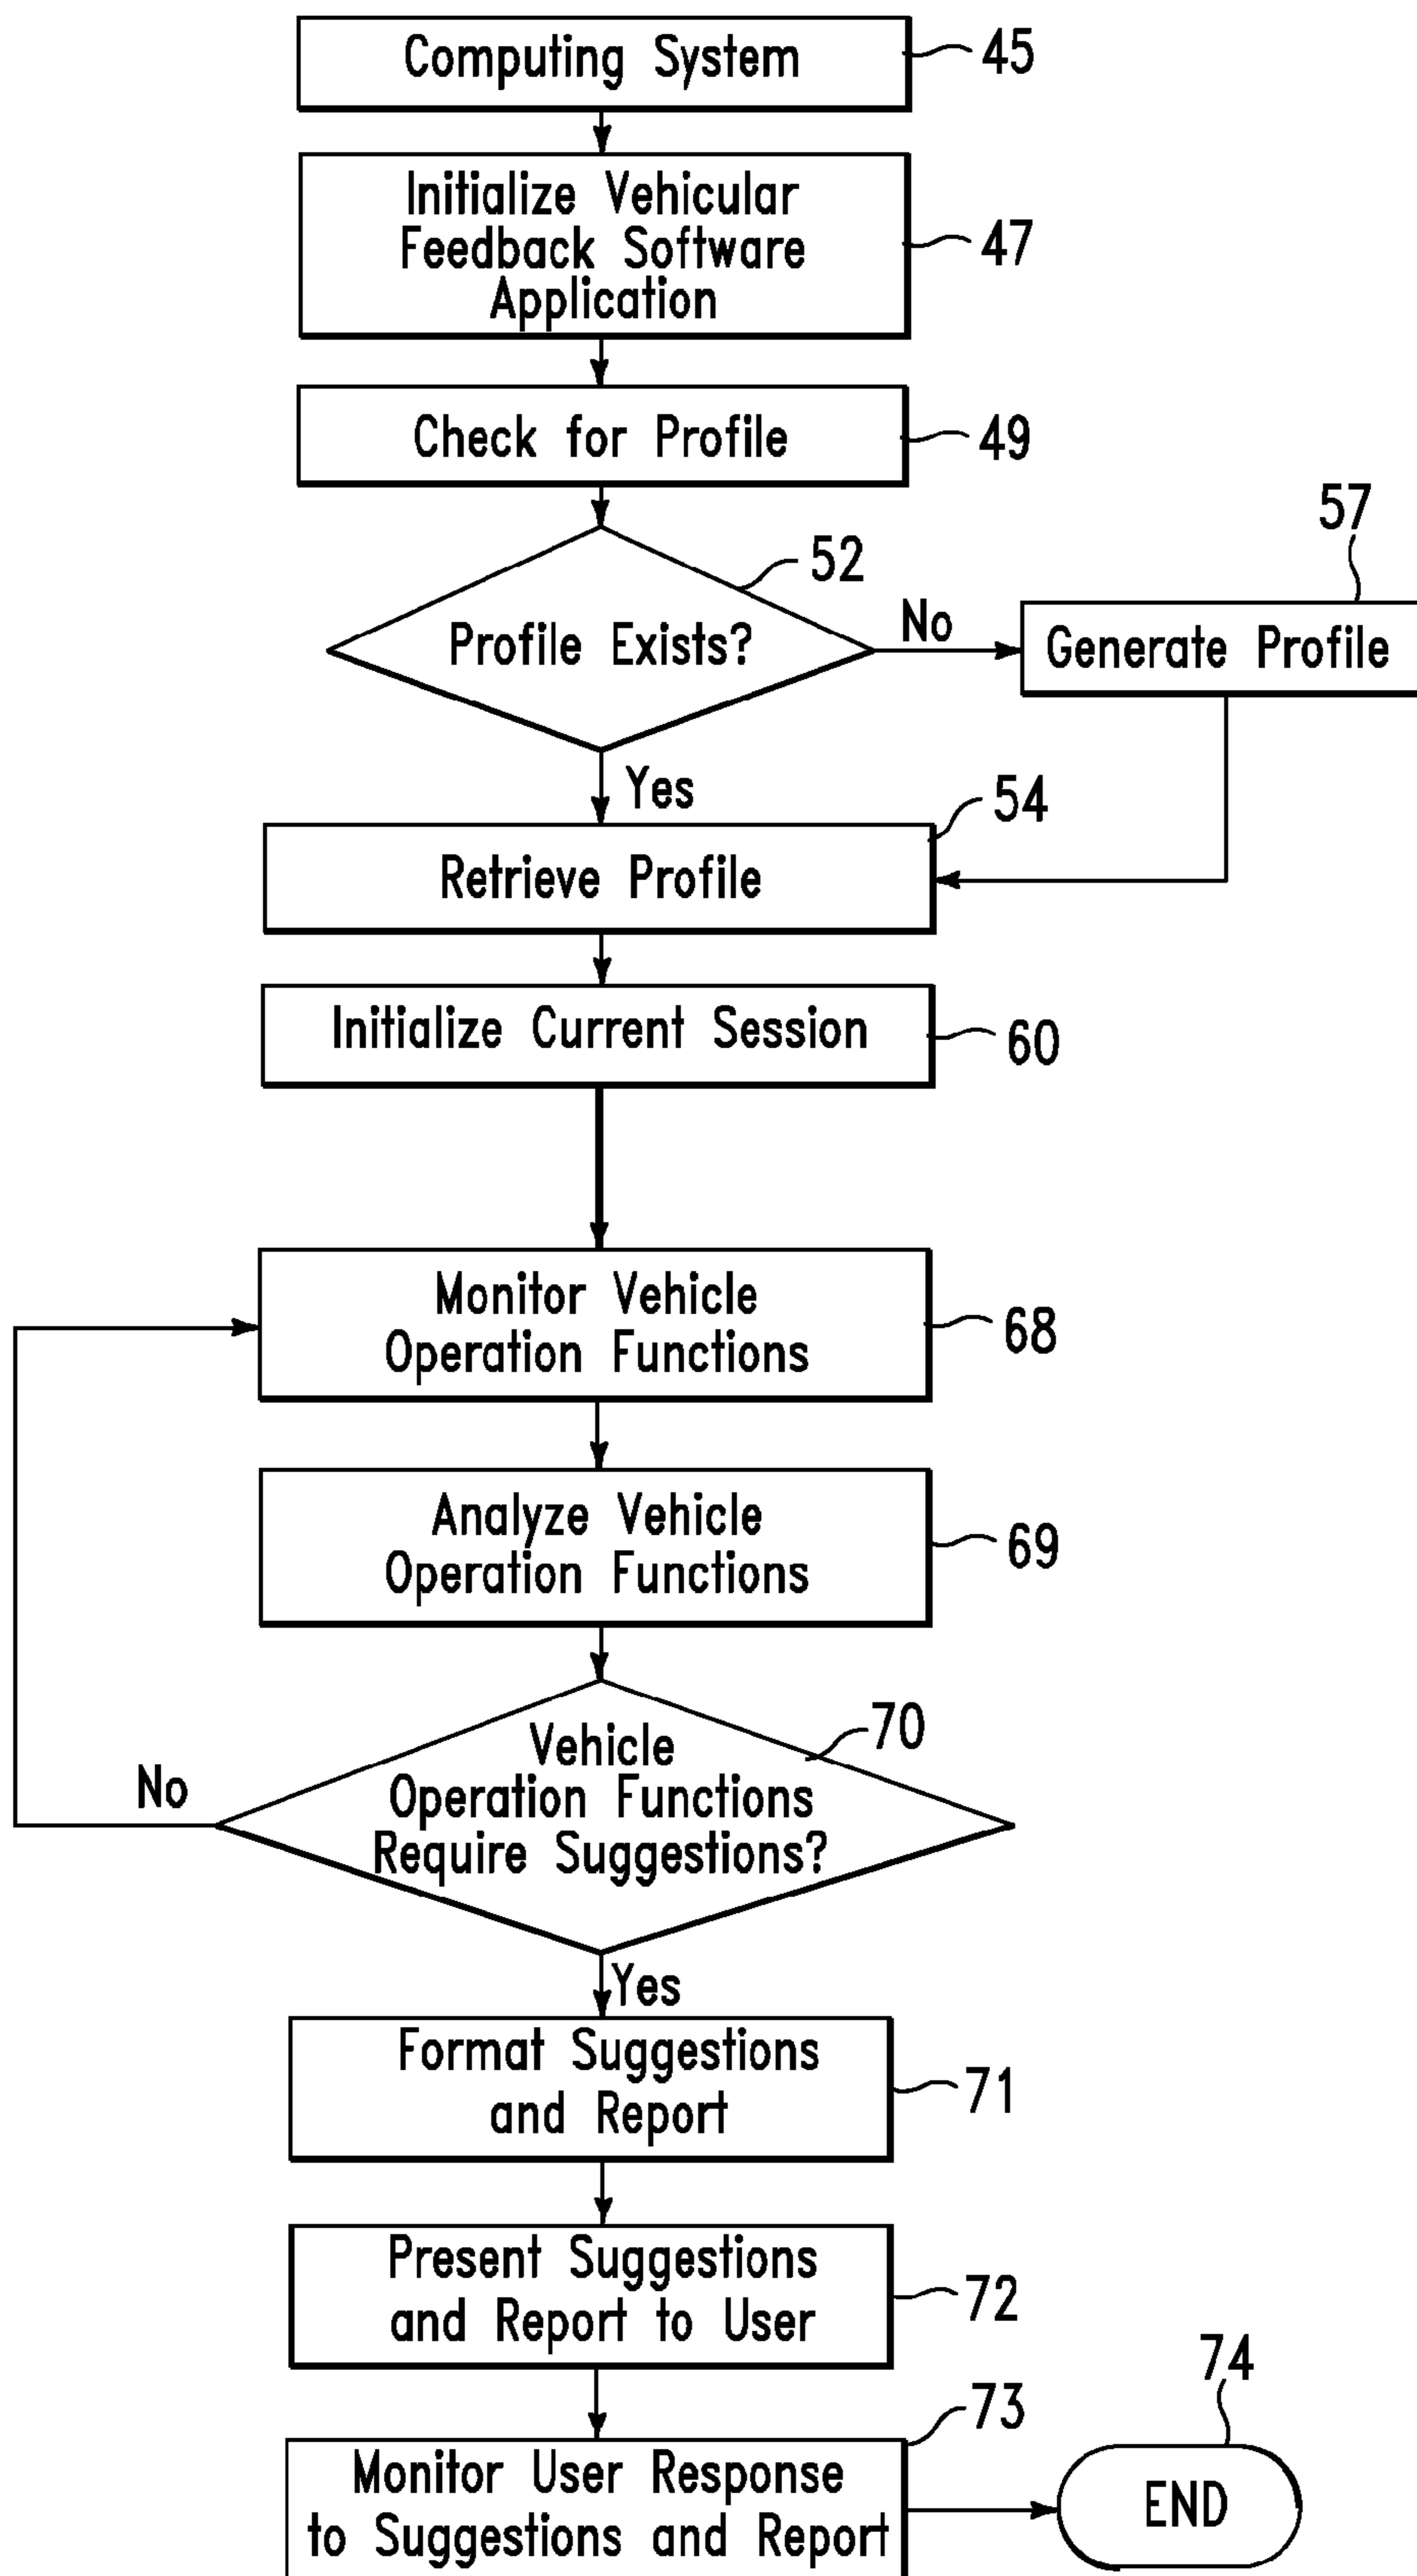 Computing System
45
Initialize Vehicular
Feedback Software
Application
47
Check for Profile
49
52
Profile Exists?
No
57
Generate Profile
Yes
54
Retrieve Profile
Initialize Current Session
60
Monitor Vehicle
Operation Functions
68
Analyze Vehicle
Operation Functions
69
70
Vehicle
Operation Functions
Require Suggestions?
No
Yes
Format Suggestions
and Report
71
Present Suggestions
and Report to User
72
73
Monitor User Response
to Suggestions and Report
74
END